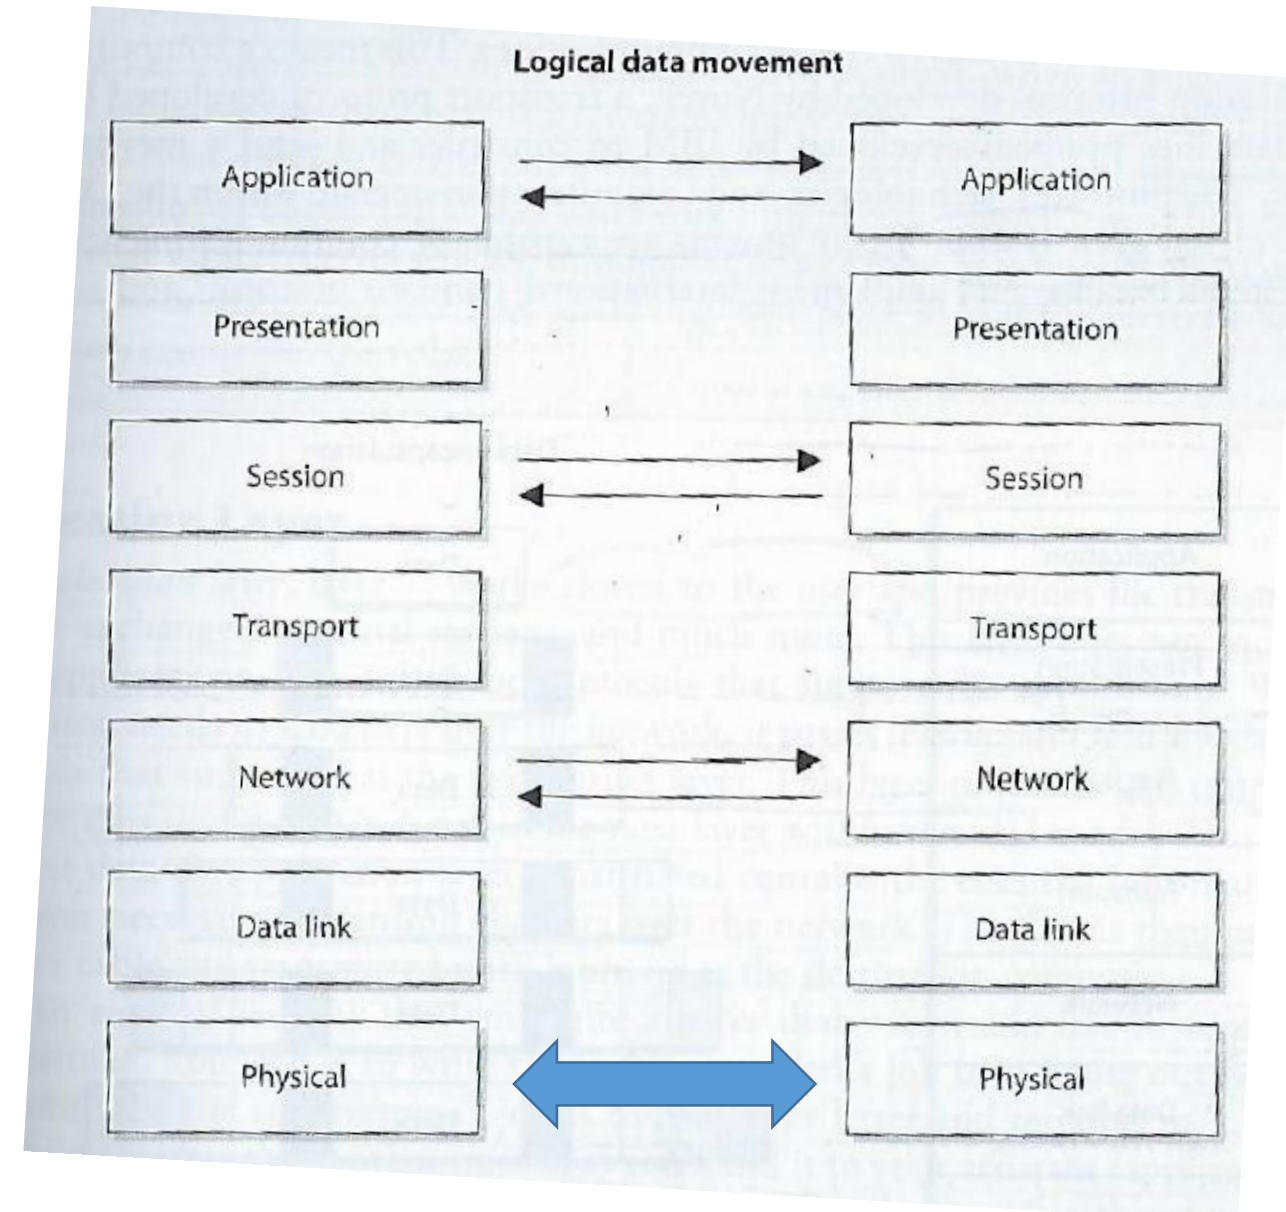 Logical data movement
Application
Application
Presentation
Presentation
Session
Session
Transport
Transport
Network
Network
Data link
Data link
Physical
Physical